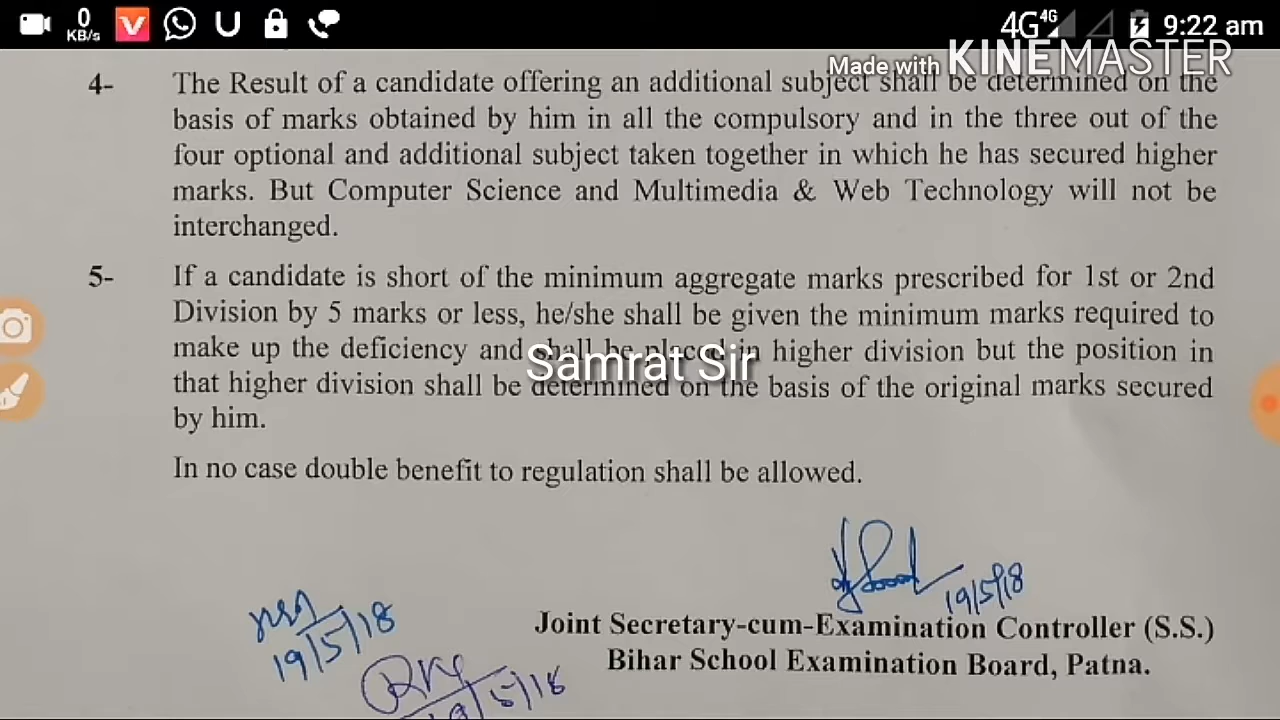 0
KB/s
4G 4G
9:22 am
Made with KINEMASTER
4- The Result of a candidate offering an additional subject shall be determined on the
basis of marks obtained by him in all the compulsory and in the three out of the
four optional and additional subject taken together in which he has secured higher
marks. But Computer Science and Multimedia & Web Technology will not be
interchanged.
5- If a candidate is short of the minimum aggregate marks prescribed for 1st or 2nd
Division by 5 marks or less, he/she shall be given the minimum marks required to
make up the deficiency and shall be placed in higher division but the position in
Samrat Sir
that higher division shall be determined on the basis of the original marks secured
by him.
In no case double benefit to regulation shall be allowed.
19/5/18
19/5/18
Joint Secretary-cum-Examination Controller (S.S.)
Bihar School Examination Board, Patna.